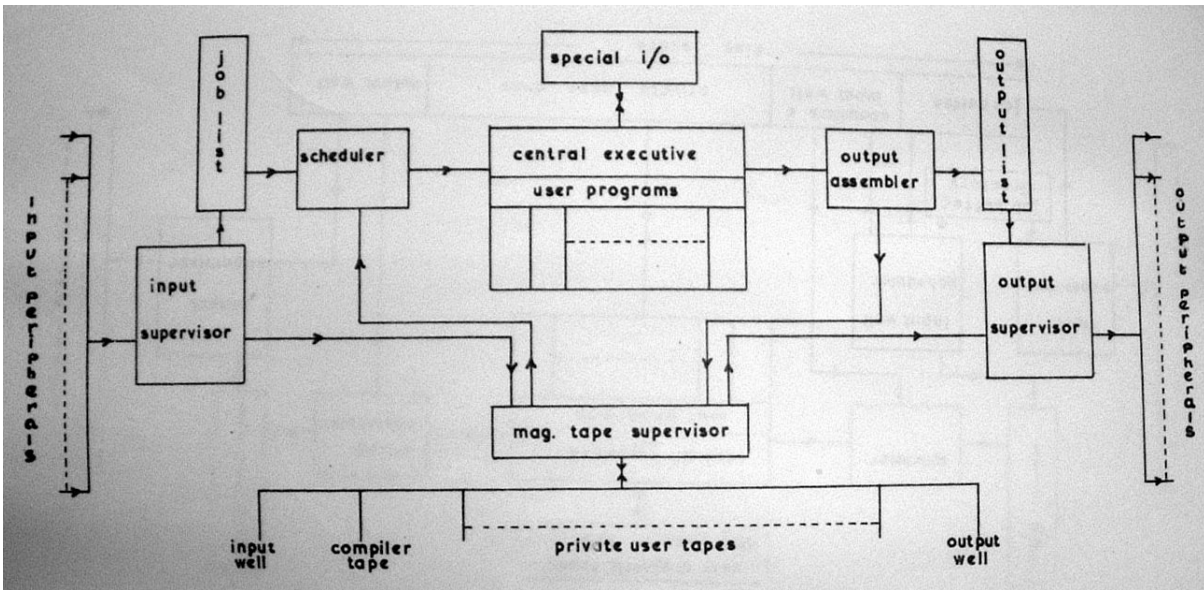 special i/o
job list
output list
scheduler
central executive
user programs
output
assembler
input peripherals
input
supervisor
output
supervisor
output peripherals
mag. tape supervisor
input
well
compiler
tape
private user tapes
output
well